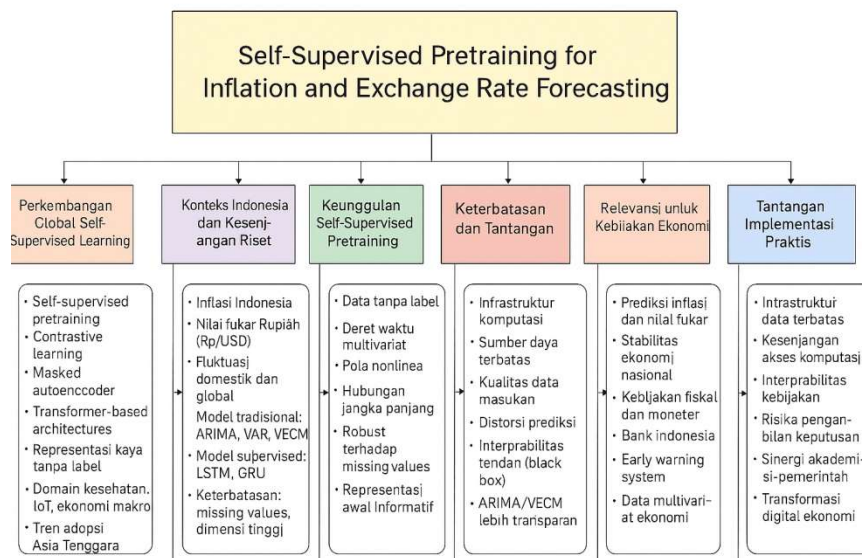 Self-Supervised Pretraining for
Inflation and Exchange Rate Forecasting
Perkembangan
Global Self-
Supervised Learning
Konteks Indonesia
dan Kesenj-
jangan Riset
Keunggulan
Self-Supervised
Pretraining
Keterbatasan
dan Tantangan
Relevansi untuk
Kebiiakan Ekonomi
Tantangan
Implementasi
Praktis
• Self-supervised
pretraining
• Contrastive
learning
• Masked
autoenccoder
• Transformer-based
architectures
• Representasi kaya
tanpa label
• Domain kesehatan.
IoT, ekonomi makro
• Tren adopsi
Asia Tenggara
• Inflasi Indonesia
• Nilai fukar Rupiah
(Rp/USD)
• Fluktuasj
domestik dan
global
Model tradisional:
ARIMA, VAR, VECM
• Model supervised:
LSTM, GRU
• Keterbatasan:
missing values,
dimensi tinggj
• Data tanpa label
• Deret waktu
multivariat
• Pola nonlinea
• Hubungan
jangka panjang
• Robust
terhadap
missing values
• Representasj
awal Informatif
• Infrastruktur
komputasi
• Sumber daya
terbatas
• Kualitas data
masukan
• Distorsi prediksi
• Interprabilitas
tendan (black
box)
• ARIMA/VECM
lebih transparan
• Prediksi inflasj
dan nilal fukar
• Stabilitas
ekonomj
nasional
• Kebljakan fiskal
dan moneter
• Bank indonesia
• Early warning
system
• Data multivari-
at ekonomi
• Intrastruktur
data terbatas
• Kesenjangan
akses komputasj
• Interprabilitas
kebijakan
• Risika pengan-
bilan keputusan
• Sinergi akademi-
si-pemerintah
• Transformasi
digital ekonomi